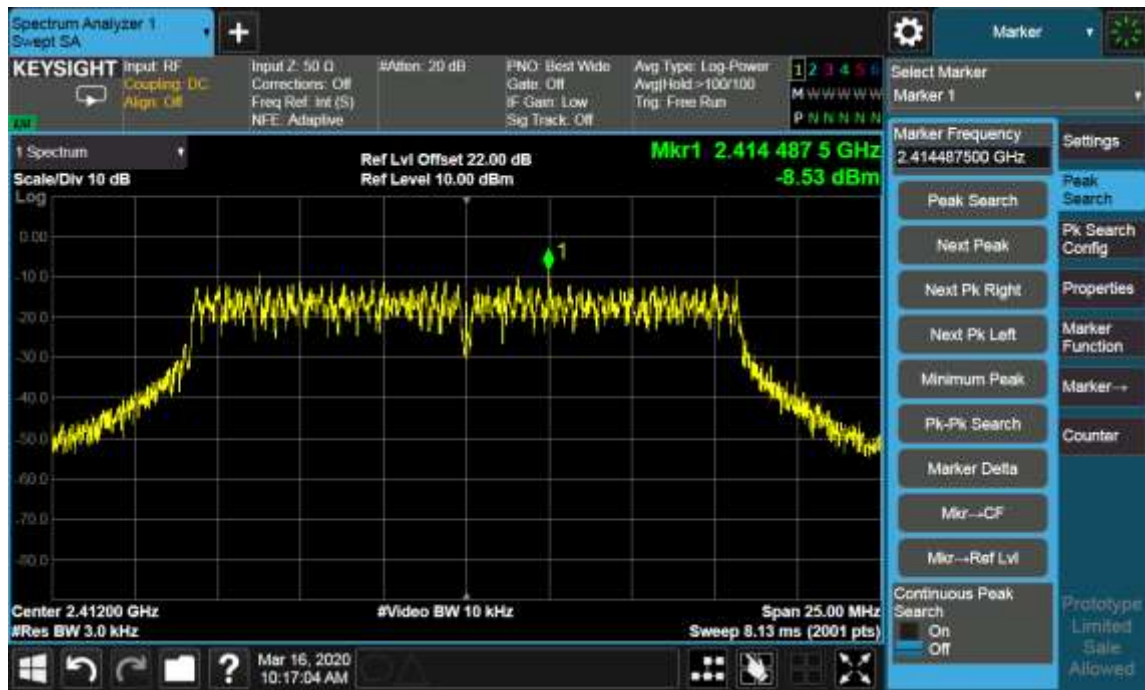 Spectrum Analyzer 1
Swept SA
+
Marker
KEYSIGHT
Input: RF
Coupling: DC
Align: Off
Input Z: 50 Ω
Corrections: Off
Freq Ref: Int (S)
NFE: Adaptive
#Atten: 20 dB
PNO: Best Wide
Gate: Off
IF Gain: Low
Sig Track: Off
Avg Type: Log-Power
Avg|Hold:>100/100
Trig: Free Run
1 2 3 4 5 6
M W W W W W
P N N N N N
Select Marker
Marker 1
1 Spectrum
Scale/Div 10 dB
Ref Lvl Offset 22.00 dB
Ref Level 10.00 dBm
Mkr1 2.414 487 5 GHz
-8.53 dBm
Log
0.00
-10.0
-20.0
-30.0
-40.0
-50.0
-60.0
-70.0
-80.0
1
Center 2.41200 GHz
#Res BW 3.0 kHz
#Video BW 10 kHz
Span 25.00 MHz
Sweep 8.13 ms (2001 pts)
Marker Frequency
2.414487500 GHz
Peak Search
Next Peak
Next Pk Right
Next Pk Left
Minimum Peak
Pk-Pk Search
Marker Delta
Mkr→CF
Mkr→Ref Lvl
Continuous Peak
Search
On
Off
Settings
Peak
Search
Pk Search
Config
Properties
Marker
Function
Marker→
Counter
Prototype
Limited
Sale
Allowed
?
Mar 16, 2020
10:17:04 AM